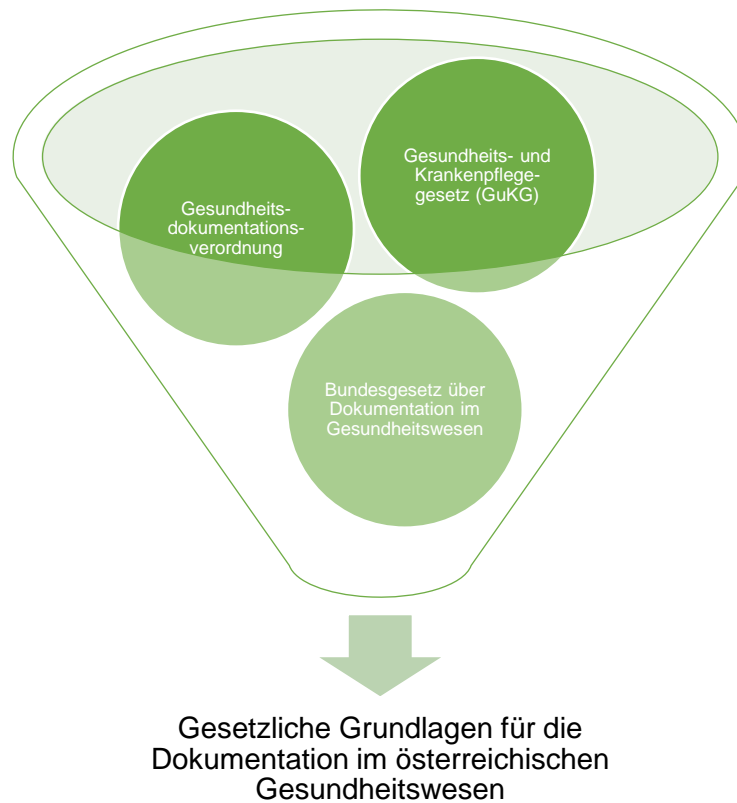 Gesundheits- und
Krankenpflege-
gesetz (GuKG)
Gesundheits-
dokumentations-
verordnung
Bundesgesetz über
Dokumentation im
Gesundheitswesen
Gesetzliche Grundlagen für die
Dokumentation im österreichischen
Gesundheitswesen